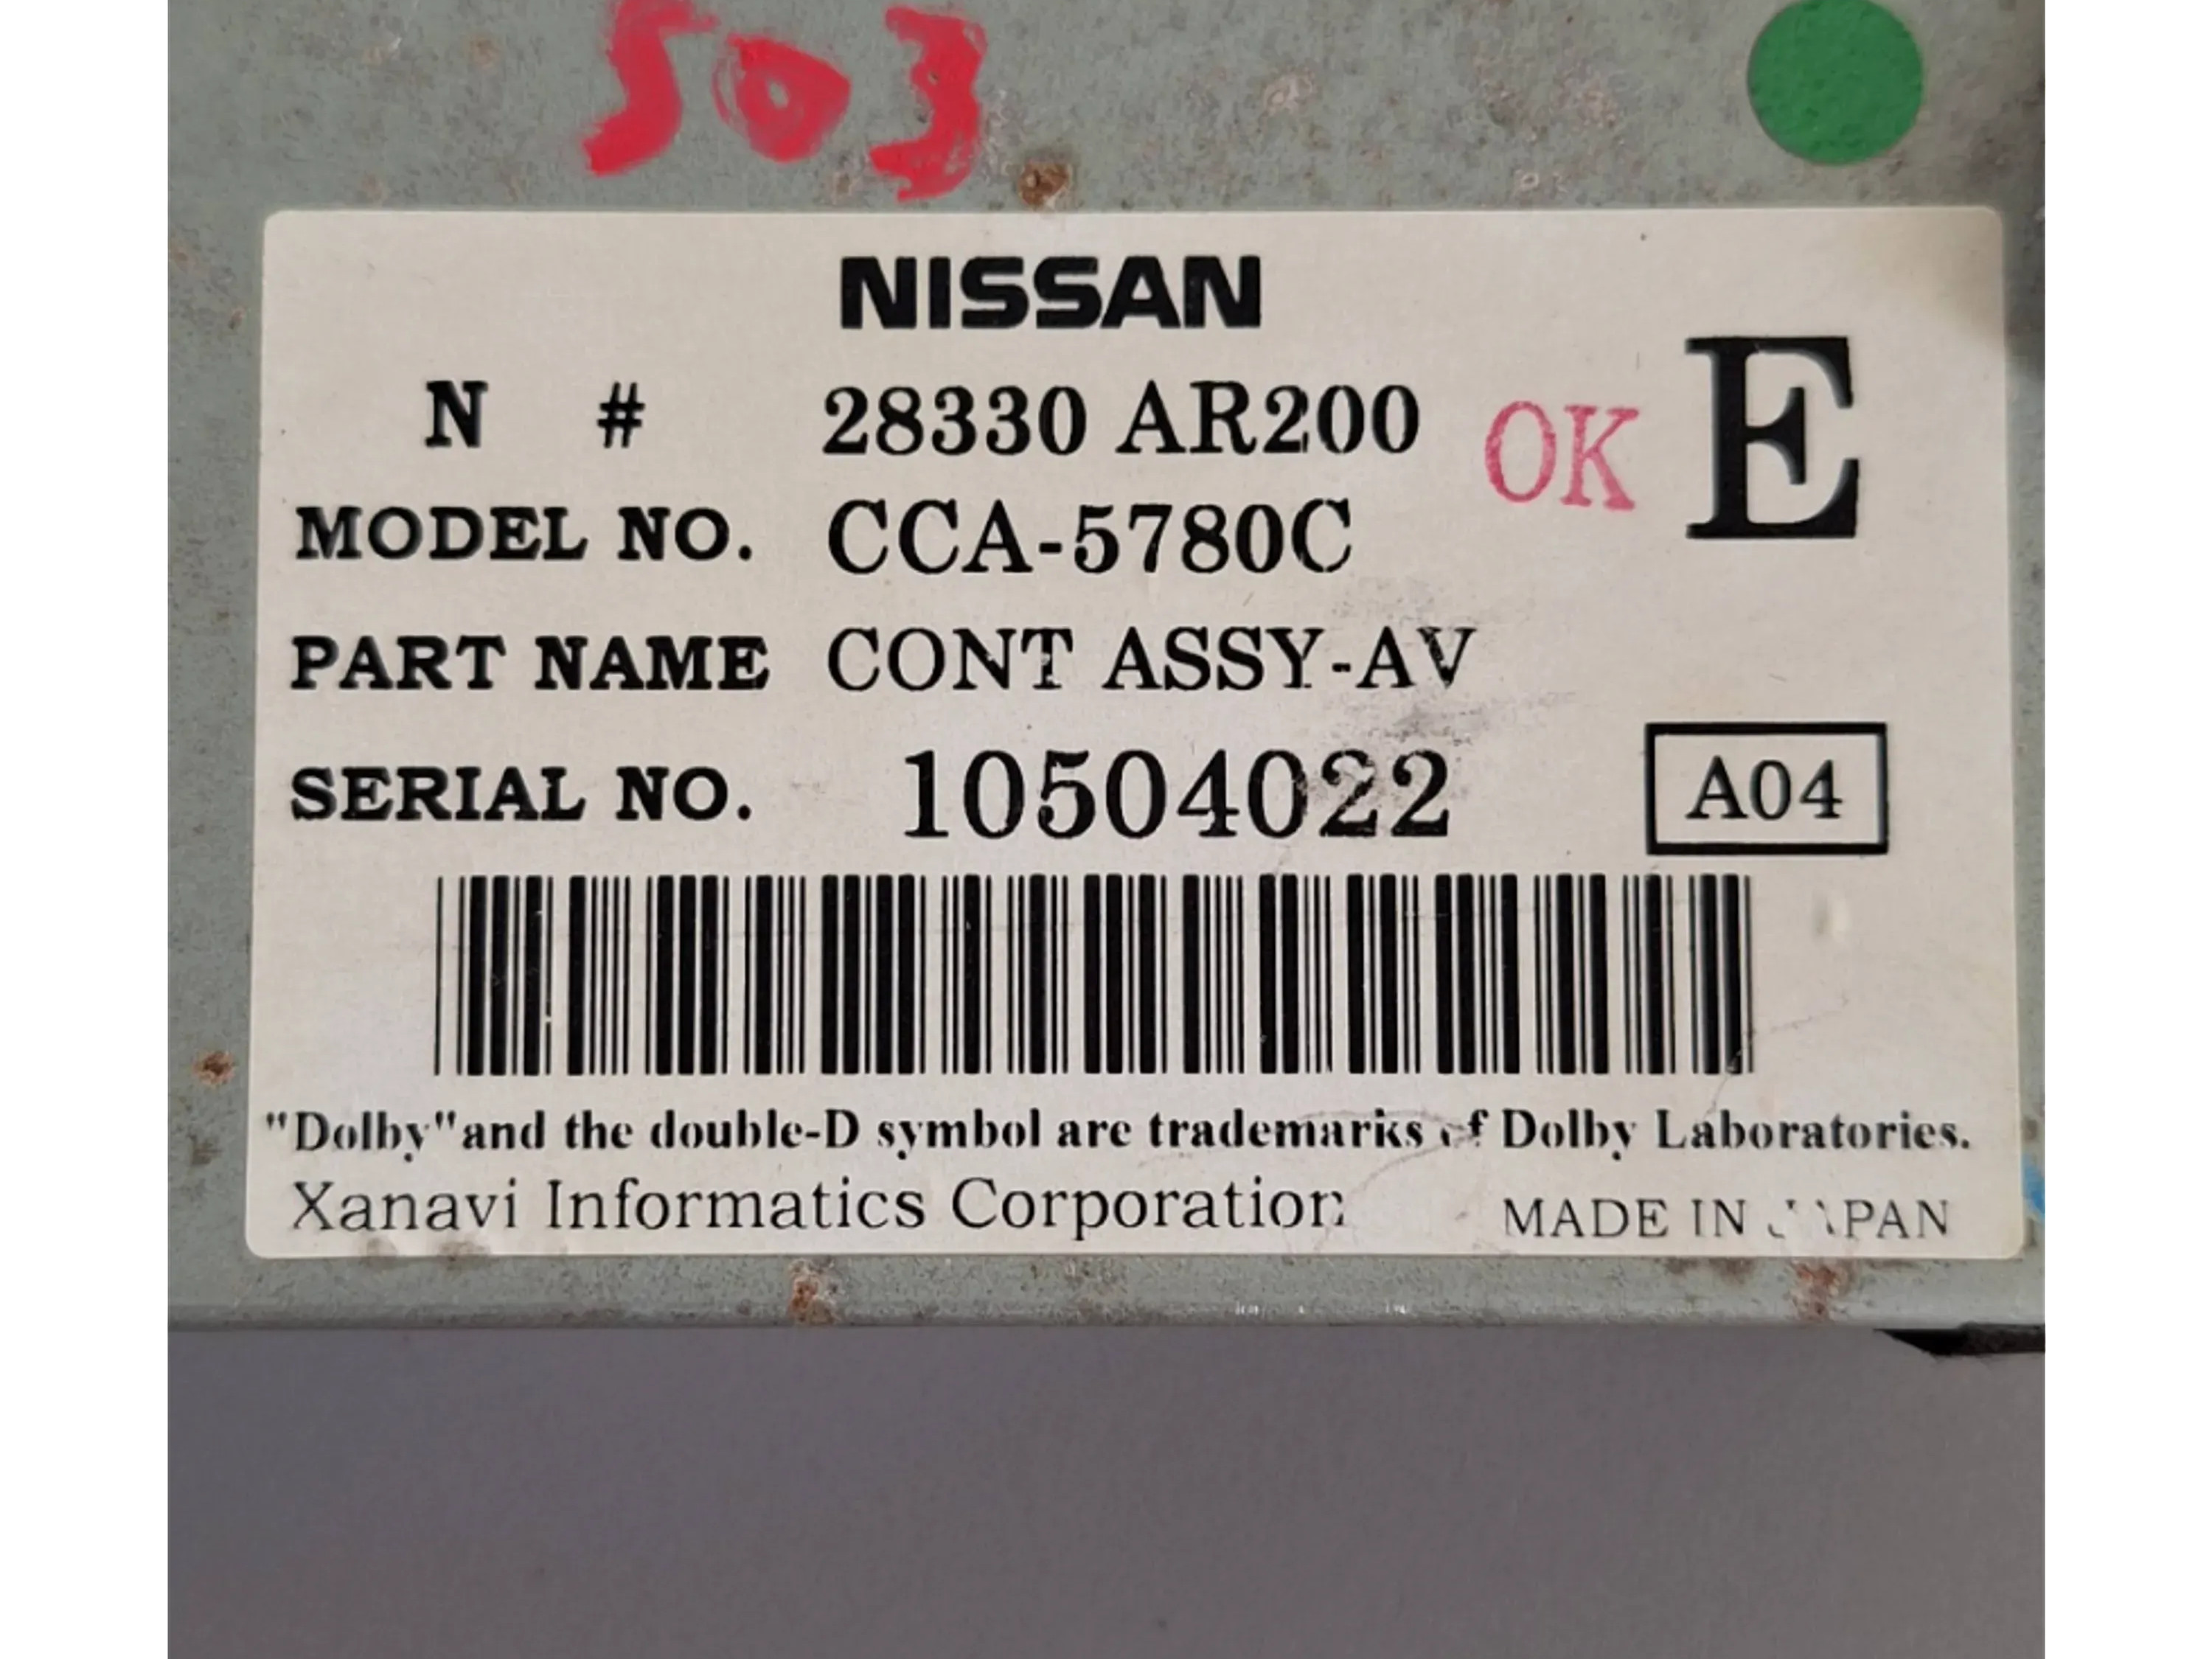 503
NISSAN
N # 28330 AR200 OK E
MODEL NO. CCA-5780C
PART NAME CONT ASSY-AV
SERIAL NO. 10504022 A04
"Dolby"and the double-D symbol are trademarks of Dolby Laboratories.
Xanavi Informatics Corporation MADE IN JAPAN